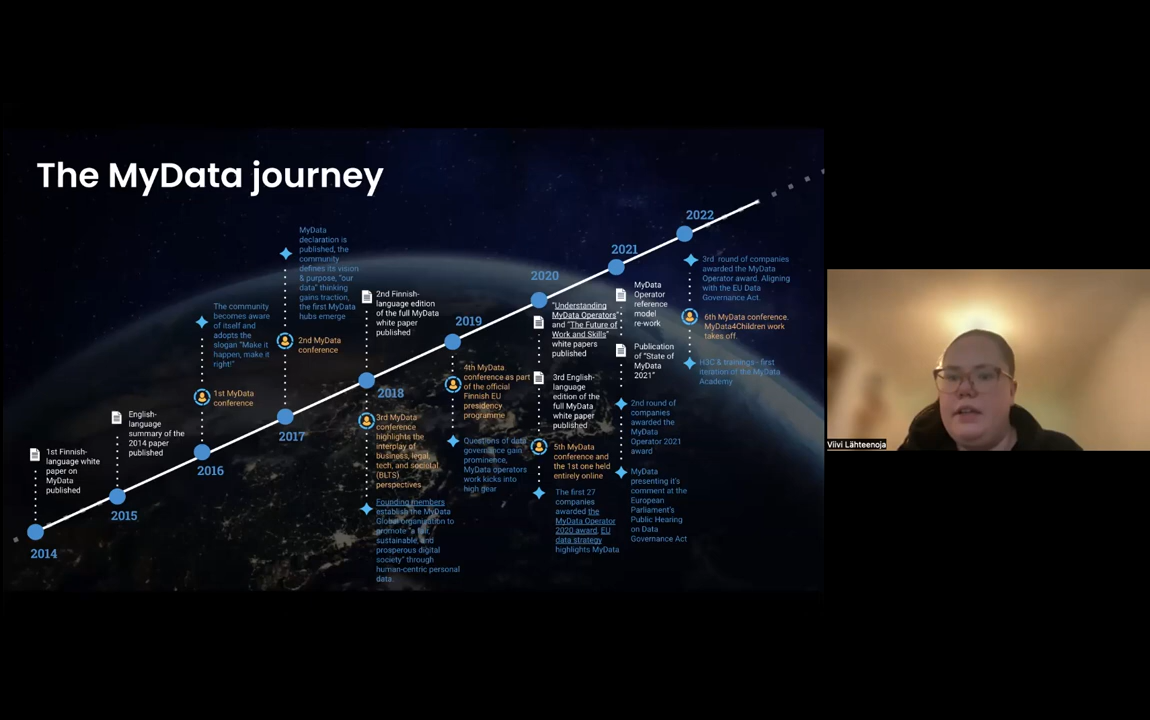 The MyData journey
2014
1st Finnish-
language white
paper on
MyData
published
2015
English-
language
summary of the
2014 paper
published
2016
The community
becomes aware
of itself and
adopts the
slogan "Make it
happen, make it
right!"
1st MyData
conference
2017
MyData
declaration is
published, the
community
defines its vision
& purpose, "our
data" thinking
gains traction,
the first MyData
hubs emerge
2nd MyData
conference
2018
2nd Finnish-
language edition
of the full MyData
white paper
published
3rd MyData
conference
highlights the
interplay of
business, legal,
tech, and societal
(BLTS)
perspectives
Founding members
establish the MyData
Global organisation to
promote "a fair,
sustainable, and
prosperous digital
society" through
human-centric personal
data.
2019
4th MyData
conference as part
of the official
Finnish EU
presidency
programme
Questions of data
governance gain
prominence,
MyData operators
work kicks into
high gear
2020
"Understanding
MyData Operators"
and "The Future of
Work and Skills"
white papers
published
3rd English-
language
edition of the
full MyData
white paper
published
5th MyData
conference and
the 1st one held
entirely online
The first 27
companies
awarded the
MyData Operator
2020 award, EU
data strategy
highlights MyData
2021
MyData
Operator
reference
model
re-work
Publication
of "State of
MyData
2021"
2nd round of
companies
awarded the
MyData
Operator 2021
award
MyData
presenting it's
comment at the
European
Parliament's
Public Hearing
on Data
Governance Act
2022
3rd round of companies
awarded the MyData
Operator award. Aligning
with the EU Data
Governance Act.
6th MyData conference.
MyData4Children work
takes off.
H3C & trainings- first
iteration of the MyData
Academy
Viivi Lähteenoja